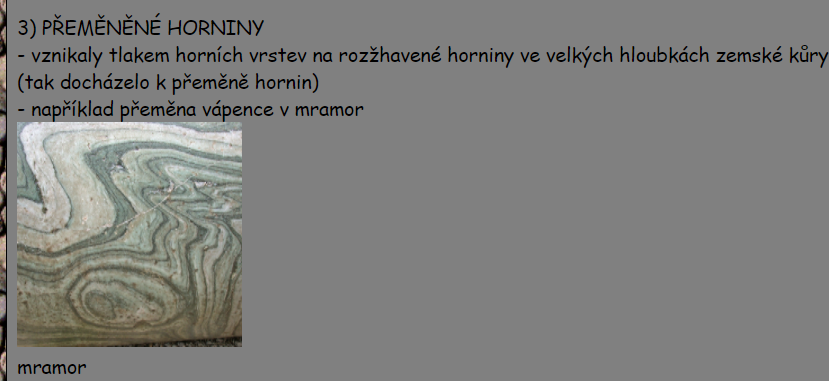 3) PŘEMĚNĚNÉ HORNINY
- vznikaly tlakem horních vrstev na rozžhavené horniny ve velkých hloubkách zemské kůry
(tak docházelo k přeměně hornin)
- například přeměna vápence v mramor
mramor